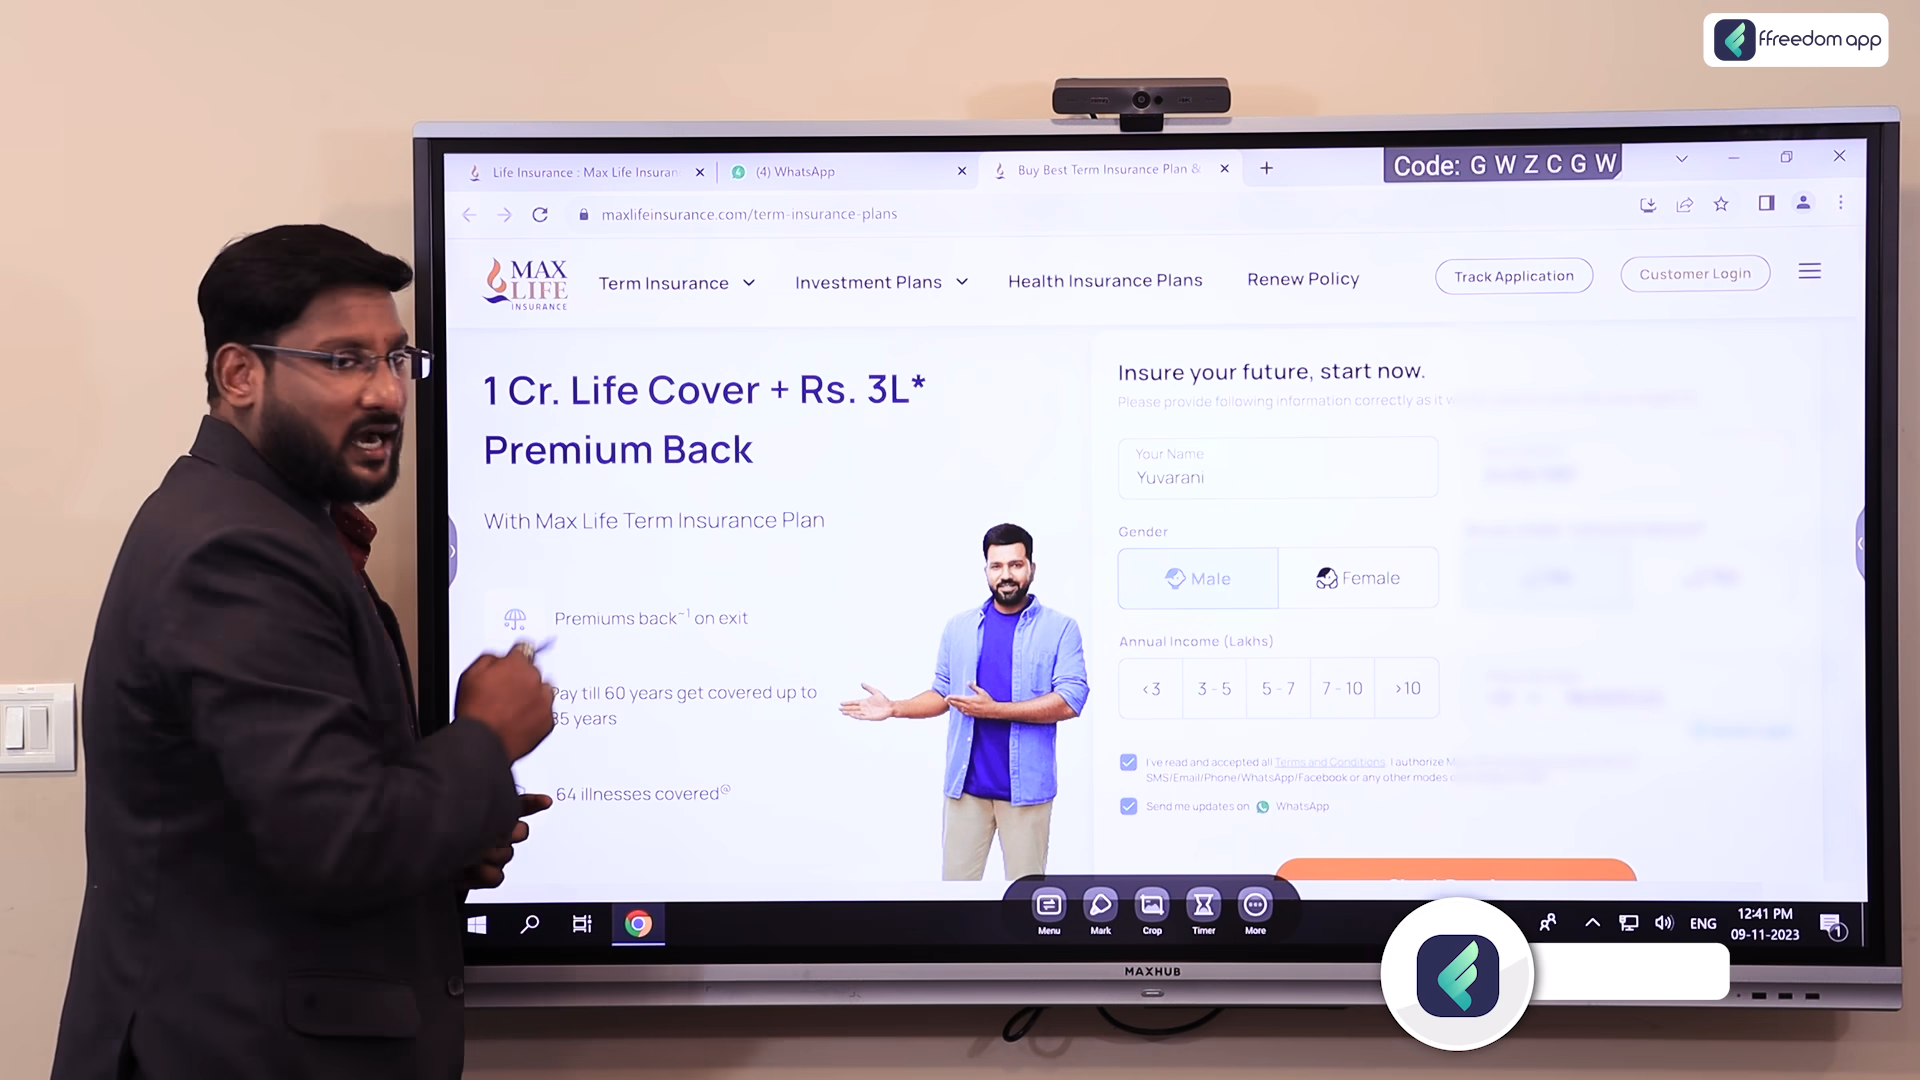 ffreedom app
Life Insurance : Max Life Insuran
(4) WhatsApp
Buy Best Term Insurance Plan &
Code: G W Z C G W
maxlifeinsurance.com/term-insurance-plans
MAX
LIFE
INSURANCE
Term Insurance
Investment Plans
Health Insurance Plans
Renew Policy
Track Application
Customer Login
1 Cr. Life Cover + Rs. 3L*
Premium Back
With Max Life Term Insurance Plan
Premiums back~1 on exit
Pay till 60 years get covered up to
85 years
64 illnesses covered@
Insure your future, start now.
Please provide following information correctly as it
Your Name
Yuvarani
Gender
Male
Female
Annual Income (Lakhs)
<3
3 - 5
5 - 7
7 - 10
>10
I've read and accepted all Terms and Conditions. I authorize
SMS/Email/Phone/WhatsApp/Facebook or any other modes
Send me updates on WhatsApp
Menu
Mark
Crop
Timer
More
ENG
12:41 PM
09-11-2023
1
MAXHUB